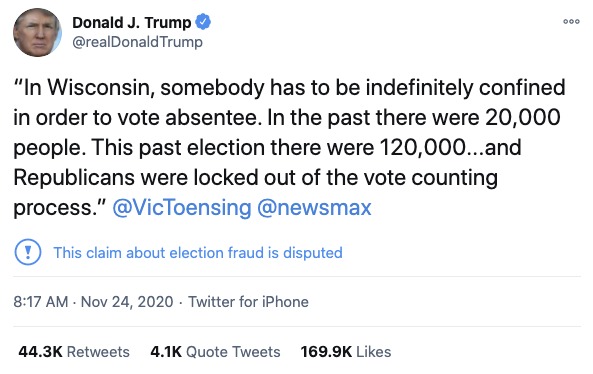 Donald J. Trump
@realDonaldTrump
“In Wisconsin, somebody has to be indefinitely confined
in order to vote absentee. In the past there were 20,000
people. This past election there were 120,000...and
Republicans were locked out of the vote counting
process.” @VicToensing @newsmax
This claim about election fraud is disputed
8:17 AM · Nov 24, 2020 · Twitter for iPhone
44.3K Retweets 4.1K Quote Tweets 169.9K Likes